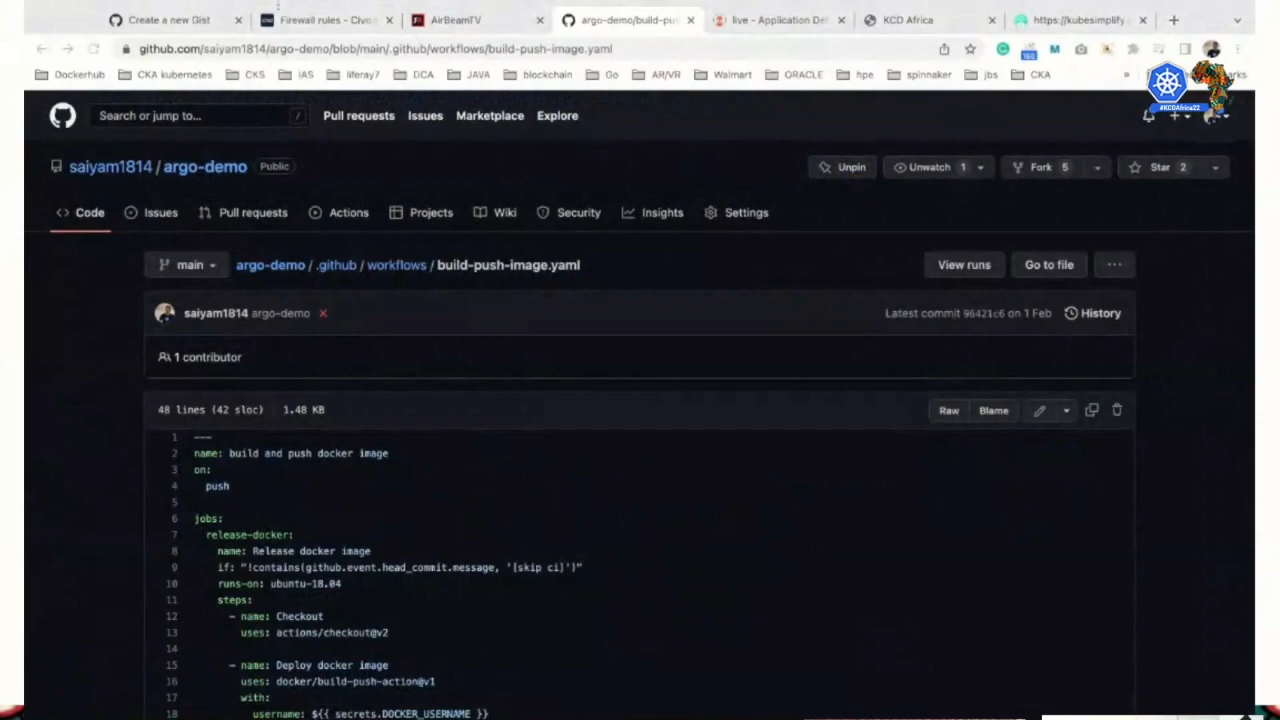 Create a new Gist
Firewall rules - Civo
AirBeamTV
argo-demo/build-pus
live - Application Det
KCD Africa
https://kubesimplify
github.com/saiyam1814/argo-demo/blob/main/.github/workflows/build-push-image.yaml
Dockerhub CKA kubernetes CKS IAS liferay7 DCA JAVA blockchain Go AR/VR Walmart ORACLE hpe spinnaker jbs CKA
#KCDAfrica22
Search or jump to... / Pull requests Issues Marketplace Explore
saiyam1814 / argo-demo Public Unpin Unwatch 1 Fork 5 Star 2
<> Code Issues Pull requests Actions Projects Wiki Security Insights Settings
main argo-demo / .github / workflows / build-push-image.yaml View runs Go to file ...
saiyam1814 argo-demo Latest commit 96421c6 on 1 Feb History
1 contributor
48 lines (42 sloc) 1.48 KB Raw Blame
1 ---
2 name: build and push docker image
3 on:
4 push
5
6 jobs:
7 release-docker:
8 name: Release docker image
9 if: "!contains(github.event.head_commit.message, '[skip ci]')"
10 runs-on: ubuntu-18.04
11 steps:
12 - name: Checkout
13 uses: actions/checkout@v2
14
15 - name: Deploy docker image
16 uses: docker/build-push-action@v1
17 with:
18 username: ${{ secrets.DOCKER_USERNAME }}